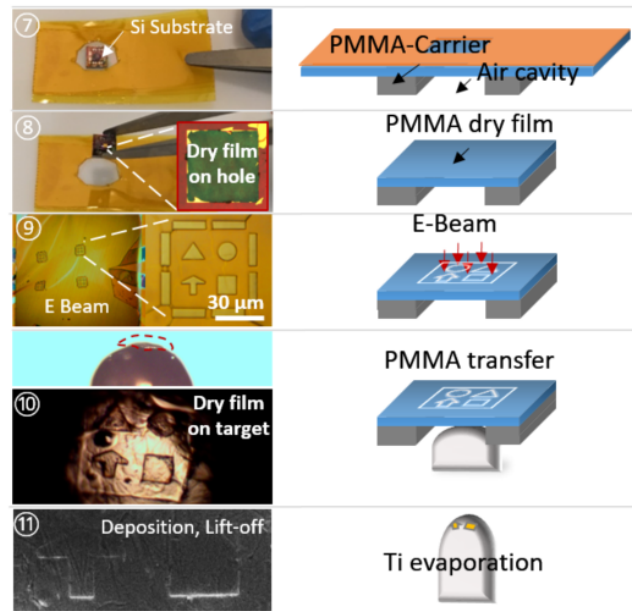 ⑦
Si Substrate
PMMA-Carrier
Air cavity
⑧
Dry film
on hole
PMMA dry film
⑨
E Beam
30 µm
E-Beam
⑩
Dry film
on target
PMMA transfer
⑪
Deposition, Lift-off
Ti evaporation